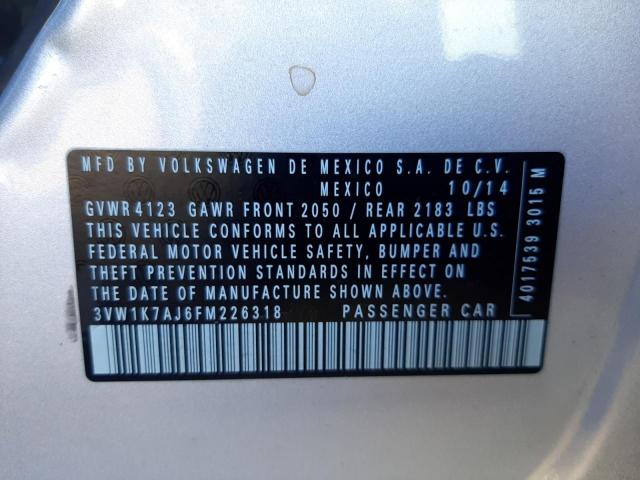 MFD BY VOLKSWAGEN DE MEXICO S.A. DE C.V.
MEXICO 10/14
GVWR 4123 GAWR FRONT 2050 / REAR 2183 LBS
THIS VEHICLE CONFORMS TO ALL APPLICABLE U.S.
FEDERAL MOTOR VEHICLE SAFETY, BUMPER AND
THEFT PREVENTION STANDARDS IN EFFECT ON
THE DATE OF MANUFACTURE SHOWN ABOVE.
3VW1K7AJ6FM226318 PASSENGER CAR
4017539 3015 M